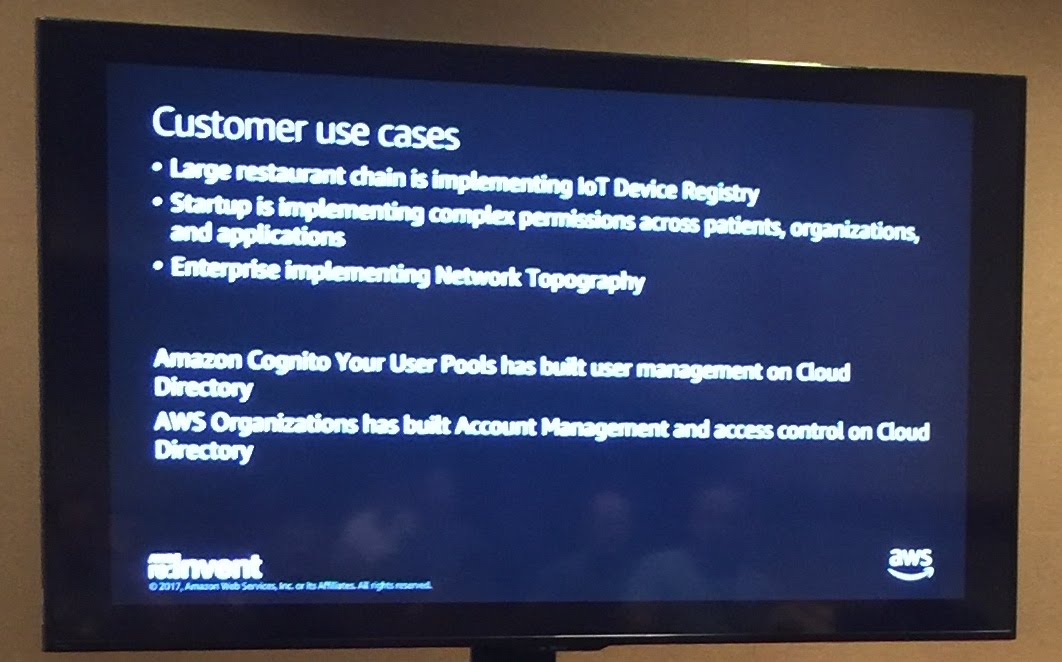 Customer use cases
• Large restaurant chain is implementing IoT Device Registry
• Startup is implementing complex permissions across patients, organizations,
and applications
• Enterprise implementing Network Topography
Amazon Cognito Your User Pools has built user management on Cloud
Directory
AWS Organizations has built Account Management and access control on Cloud
Directory
re:Invent
© 2017, Amazon Web Services, Inc. or its Affiliates. All rights reserved.
aws